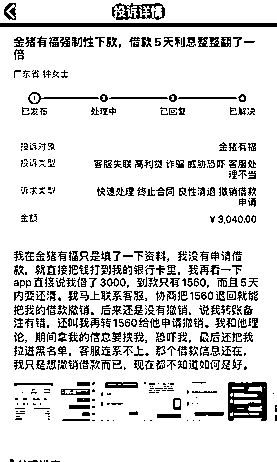 投诉详情
金猪有福强制性下款，借款5天利息整整翻了一
倍
广东省 钟女士
已发布
处理中
已回复
已解决
投诉对象
金猪有福
投诉类型
客服失联 高利贷 诈骗 威胁恐吓 客服处
理不当
诉求类型
快速处理 终止合同 良性清退 撤销借款
申请
金额
¥ 3,040.00
我在金猪有福只是填了一下资料，我没有申请借
款，就直接把钱打到我的银行卡里，我再看一下
app直接说我借了3000，到款只有1560，而且5天
内要还清。我马上联系客服，协商把1560退回就能
把我的借款撤销。后来还是没有撤销，说我转账备
注有错，还叫我再转1560给他申请撤销。我和他理
论，期间拿我的信息要挟我，恐吓我，最后还把我
拉进黑名单，客服连系不上。那个借款信息还在，
我只是想撤销借款而已，现在都不知道如何是好。